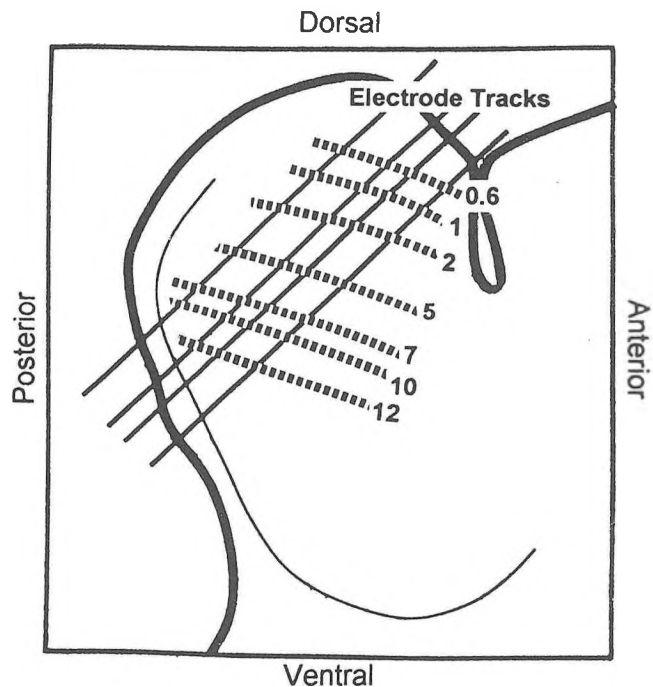 Dorsal
Electrode Tracks
0.6
1
2
5
7
10
12
Posterior
Anterior
Ventral